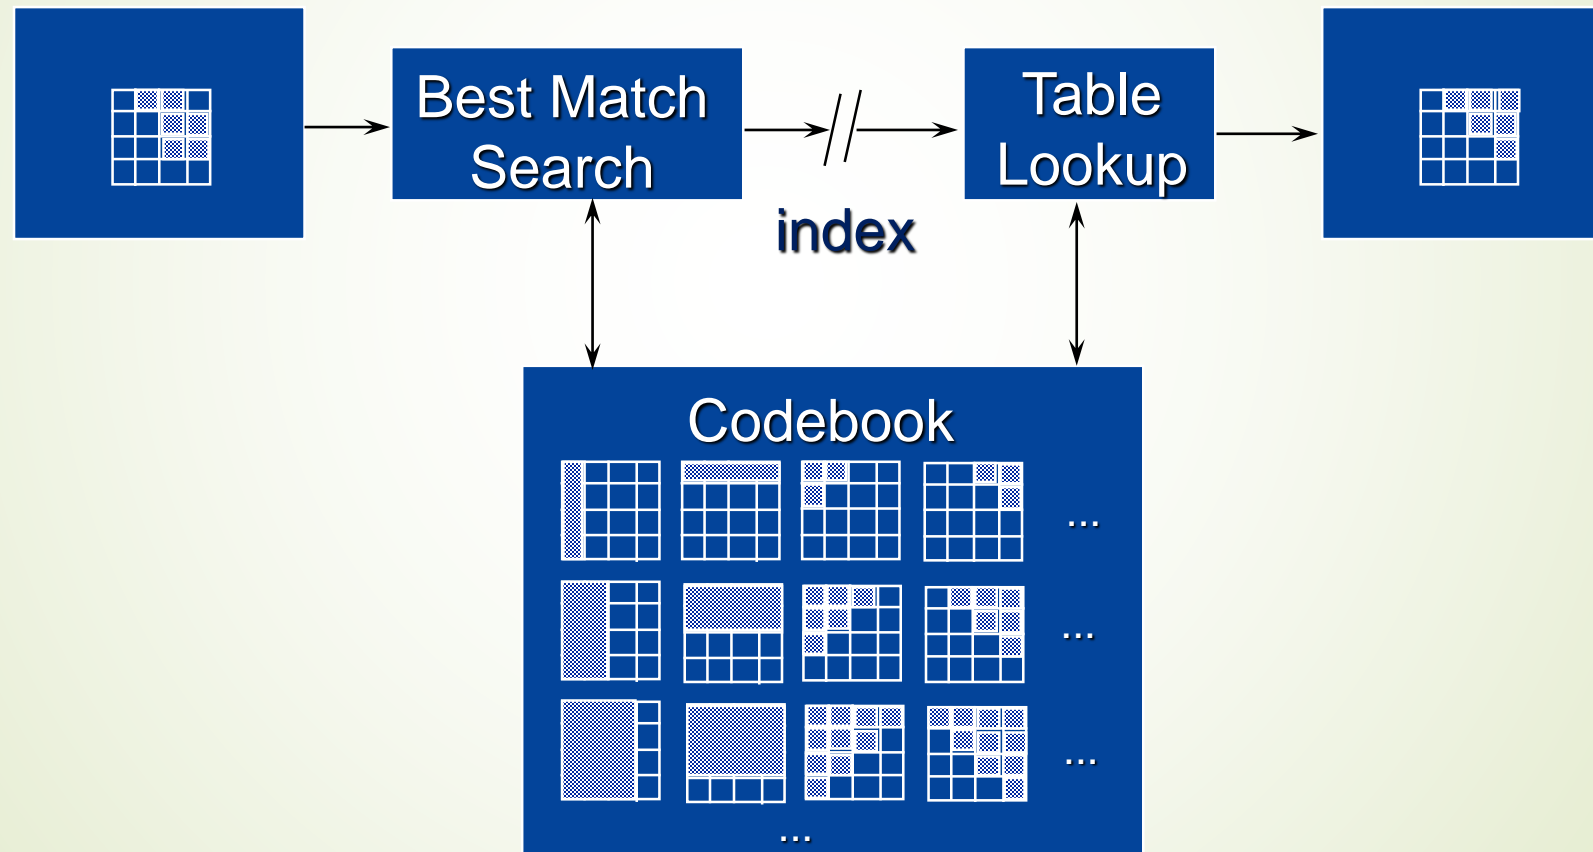 Best Match
Search
index
Table
Lookup
Codebook
...
...
...
...